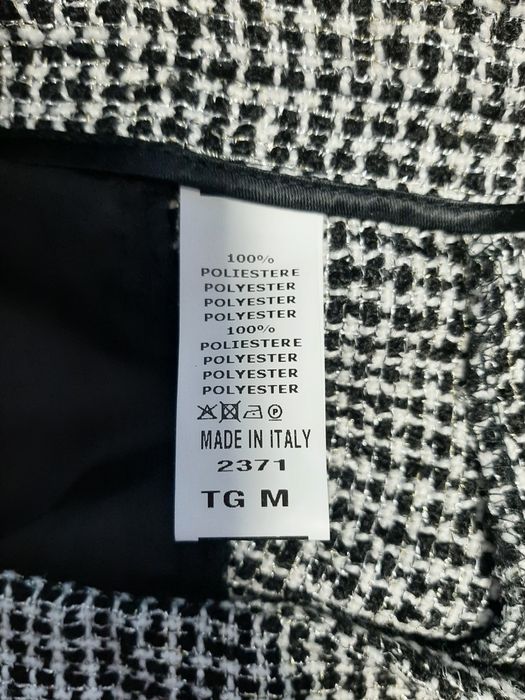 100%
POLIESTERE
POLYESTER
POLYESTER
POLYESTER
100%
POLIESTERE
POLYESTER
POLYESTER
POLYESTER
MADE IN ITALY
2371
TG M